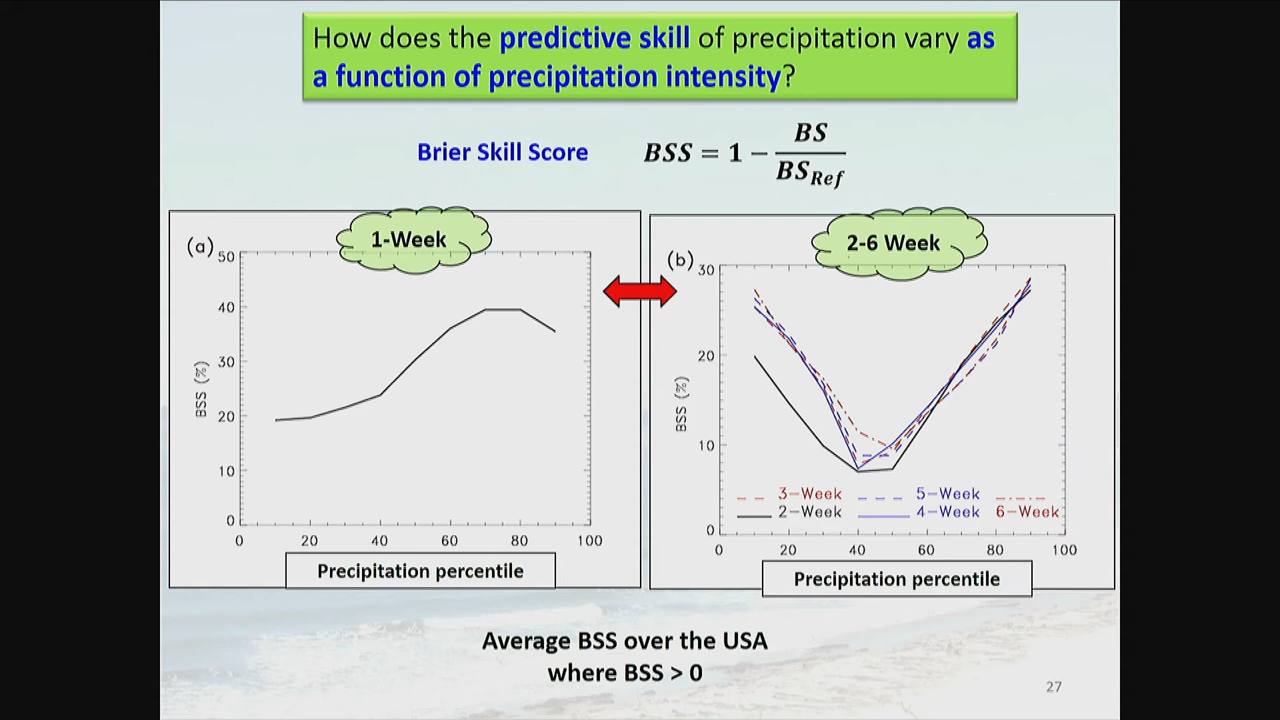 How does the predictive skill of precipitation vary as
a function of precipitation intensity?
Brier Skill Score
BSS = 1 − BS / BS_Ref
1-Week
(a)
50
40
30
20
10
0
BSS (%)
0 20 40 60 80 100
Precipitation percentile
2-6 Week
(b)
30
20
10
0
BSS (%)
3-Week 5-Week
2-Week 4-Week 6-Week
0 20 40 60 80 100
Precipitation percentile
Average BSS over the USA
where BSS > 0
27